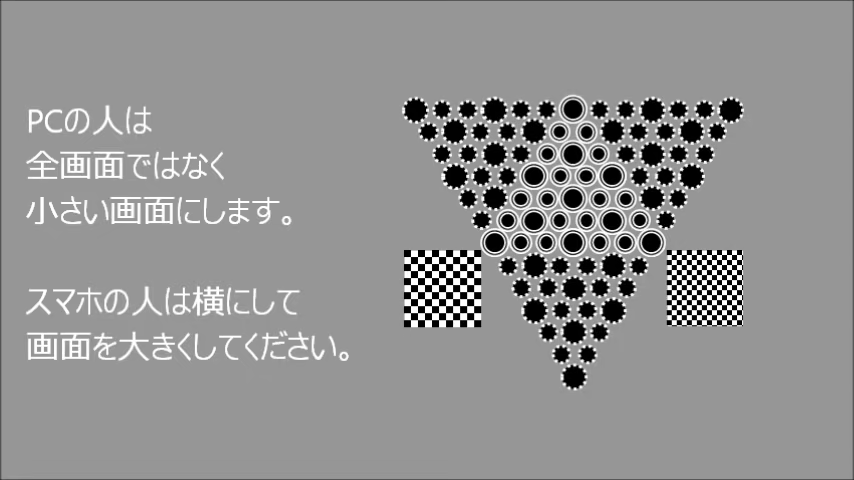 PCの人は
全画面ではなく
小さい画面にします。
スマホの人は横にして
画面を大きくしてください。